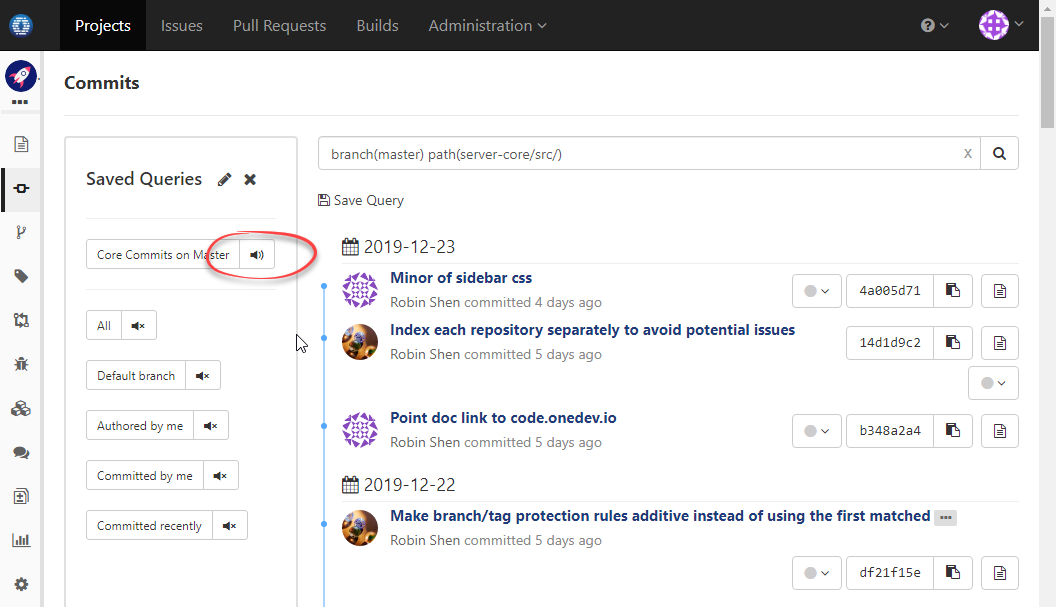 Projects Issues Pull Requests Builds Administration
Commits
Saved Queries
Core Commits on Master
All
Default branch
Authored by me
Committed by me
Committed recently
branch(master) path(server-core/src/) x
Save Query
2019-12-23
Minor of sidebar css
Robin Shen committed 4 days ago
4a005d71
Index each repository separately to avoid potential issues
Robin Shen committed 5 days ago
14d1d9c2
Point doc link to code.onedev.io
Robin Shen committed 5 days ago
b348a2a4
2019-12-22
Make branch/tag protection rules additive instead of using the first matched
Robin Shen committed 5 days ago
df21f15e